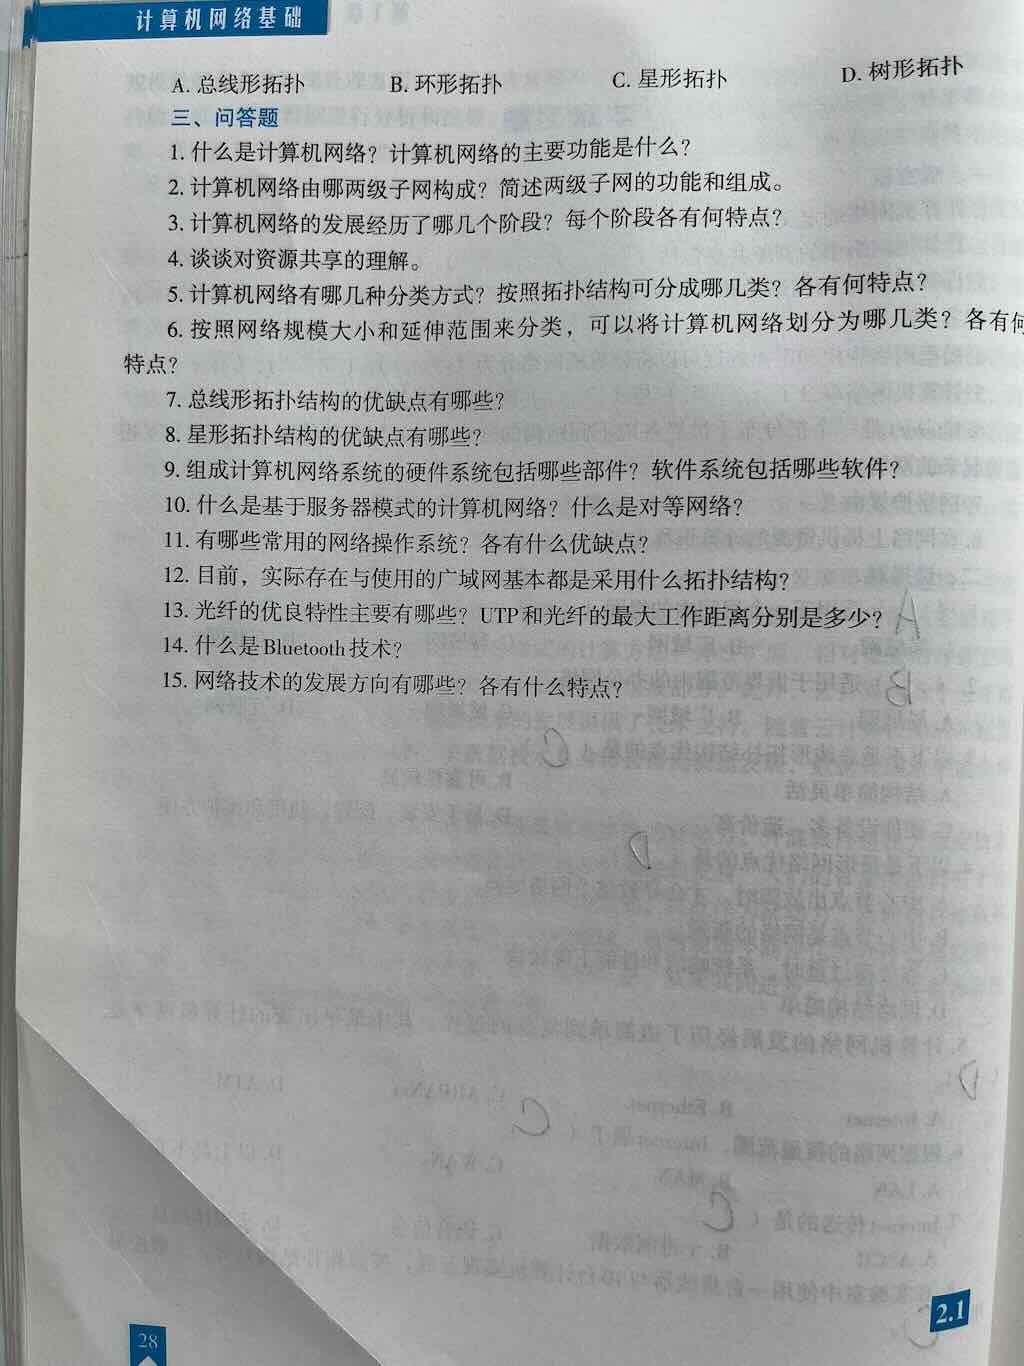 计算机网络基础
A. 总线形拓扑 B. 环形拓扑 C. 星形拓扑 D. 树形拓扑
三、问答题
1. 什么是计算机网络？计算机网络的主要功能是什么？
2. 计算机网络由哪两级子网构成？简述两级子网的功能和组成。
3. 计算机网络的发展经历了哪几个阶段？每个阶段各有何特点？
4. 谈谈对资源共享的理解。
5. 计算机网络有哪几种分类方式？按照拓扑结构可分成哪几类？各有何特点？
6. 按照网络规模大小和延伸范围来分类，可以将计算机网络划分为哪几类？各有何
特点？
7. 总线形拓扑结构的优缺点有哪些？
8. 星形拓扑结构的优缺点有哪些？
9. 组成计算机网络系统的硬件系统包括哪些部件？软件系统包括哪些软件？
10. 什么是基于服务器模式的计算机网络？什么是对等网络？
11. 有哪些常用的网络操作系统？各有什么优缺点？
12. 目前，实际存在与使用的广域网基本都是采用什么拓扑结构？
13. 光纤的优良特性主要有哪些？UTP和光纤的最大工作距离分别是多少？
14. 什么是Bluetooth技术？
15. 网络技术的发展方向有哪些？各有什么特点？
2.1
28